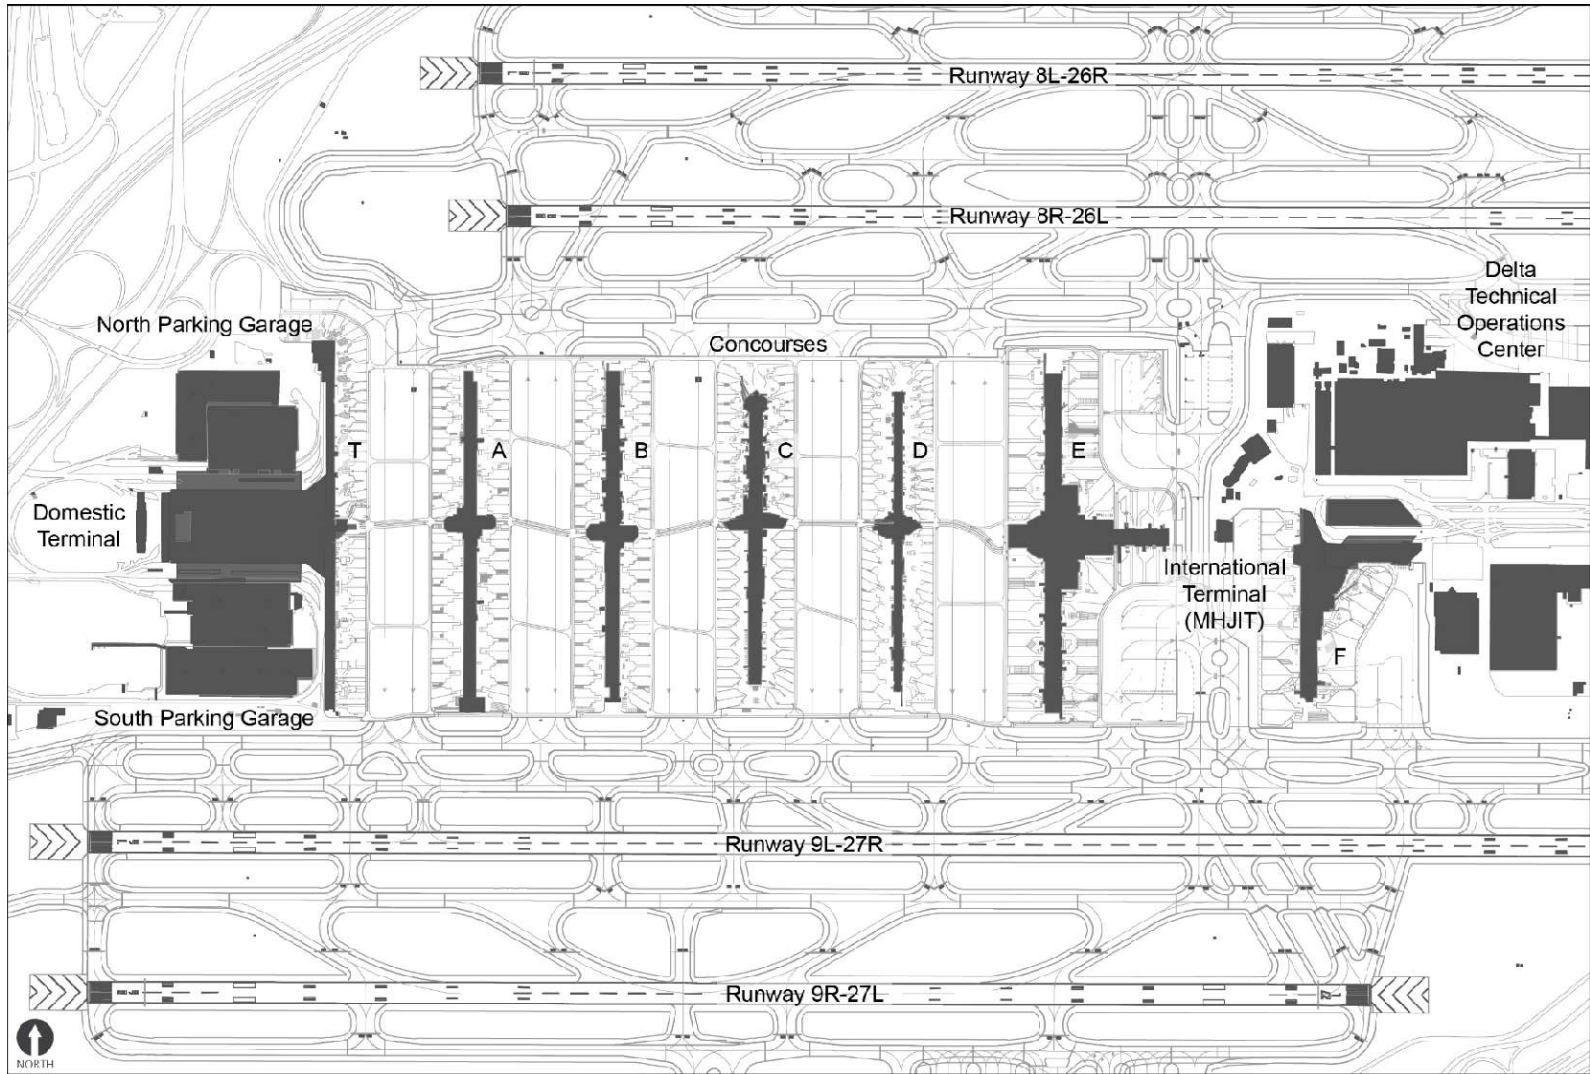 Runway 8L-26R
Runway 8R-26L
Delta
Technical
Operations
Center
North Parking Garage
Concourses
T
A
B
C
D
E
Domestic
Terminal
International
Terminal
(MHJIT)
F
South Parking Garage
Runway 9L-27R
Runway 9R-27L
NORTH